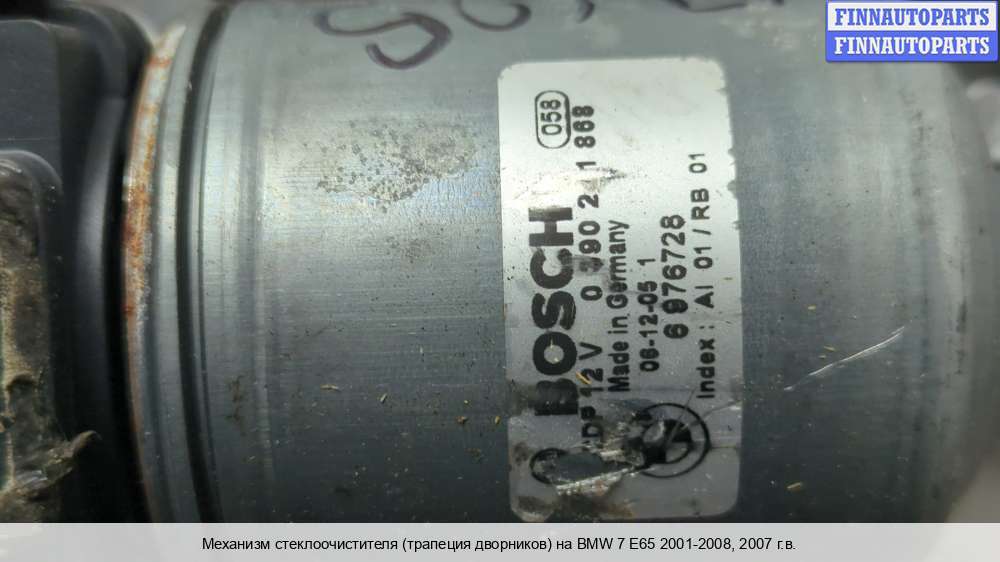 FINNAUTOPARTS
FINNAUTOPARTS
BOSCH
058
12 V 0 390 241 868
Made in Germany
06-12-05 1
6 976728
Index: AI 01 / RB 01
Механизм стеклоочистителя (трапеция дворников) на BMW 7 E65 2001-2008, 2007 г.в.